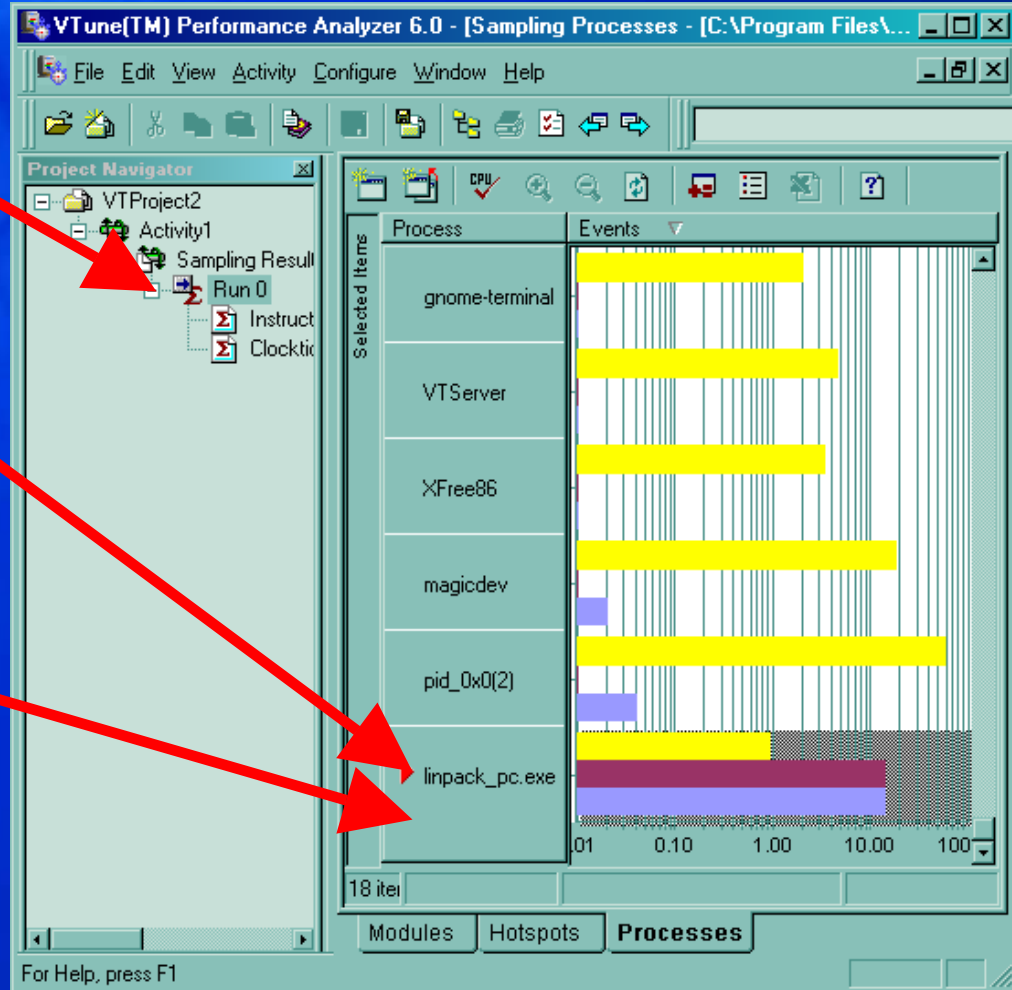 VTune(TM) Performance Analyzer 6.0 - [Sampling Processes - [C:\Program Files\...
File Edit View Activity Configure Window Help
CPU
Project Navigator
VTProject2
Activity1
Sampling Result
Run 0
Instruct
Clocktic
Selected Items
Process Events
gnome-terminal
VTServer
XFree86
magicdev
pid_0x0(2)
linpack_pc.exe
.01 0.10 1.00 10.00 100
18 iter
Modules Hotspots Processes
For Help, press F1